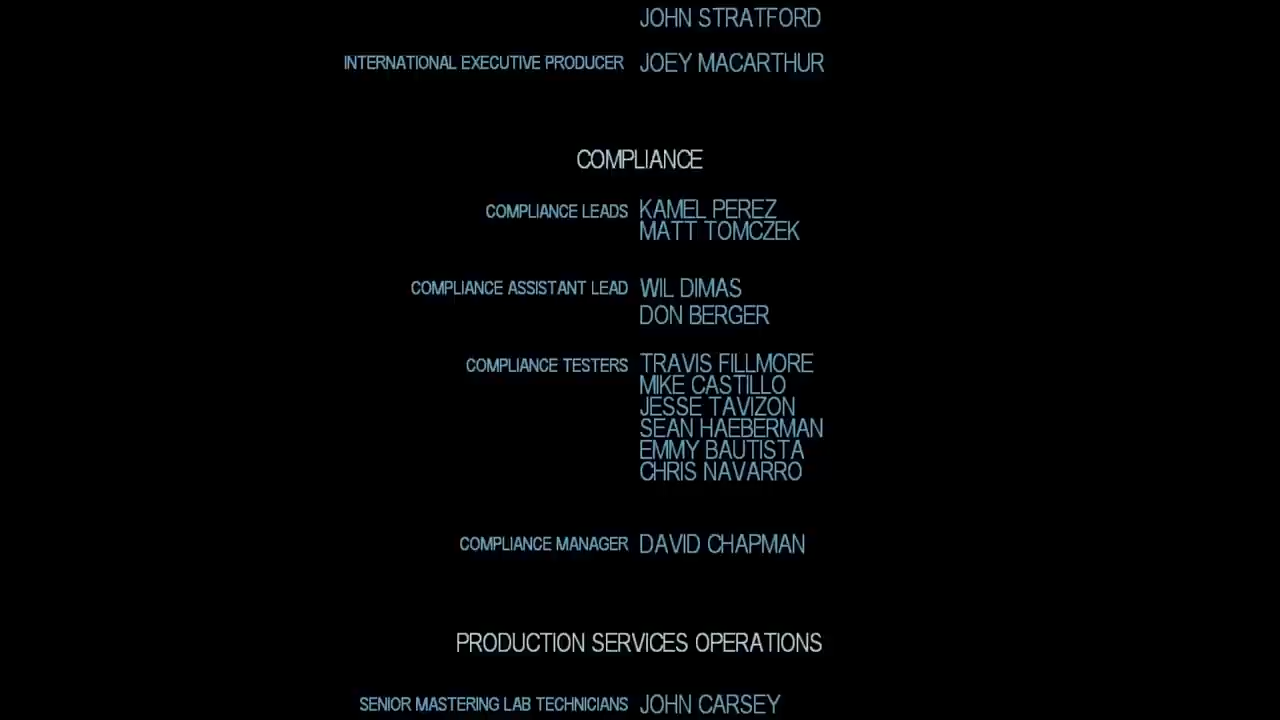 JOHN STRATFORD
INTERNATIONAL EXECUTIVE PRODUCER JOEY MACARTHUR
COMPLIANCE
COMPLIANCE LEADS KAMEL PEREZ
MATT TOMCZEK
COMPLIANCE ASSISTANT LEAD WIL DIMAS
DON BERGER
COMPLIANCE TESTERS TRAVIS FILLMORE
MIKE CASTILLO
JESSE TAVIZON
SEAN HAEBERMAN
EMMY BAUTISTA
CHRIS NAVARRO
COMPLIANCE MANAGER DAVID CHAPMAN
PRODUCTION SERVICES OPERATIONS
SENIOR MASTERING LAB TECHNICIANS JOHN CARSEY